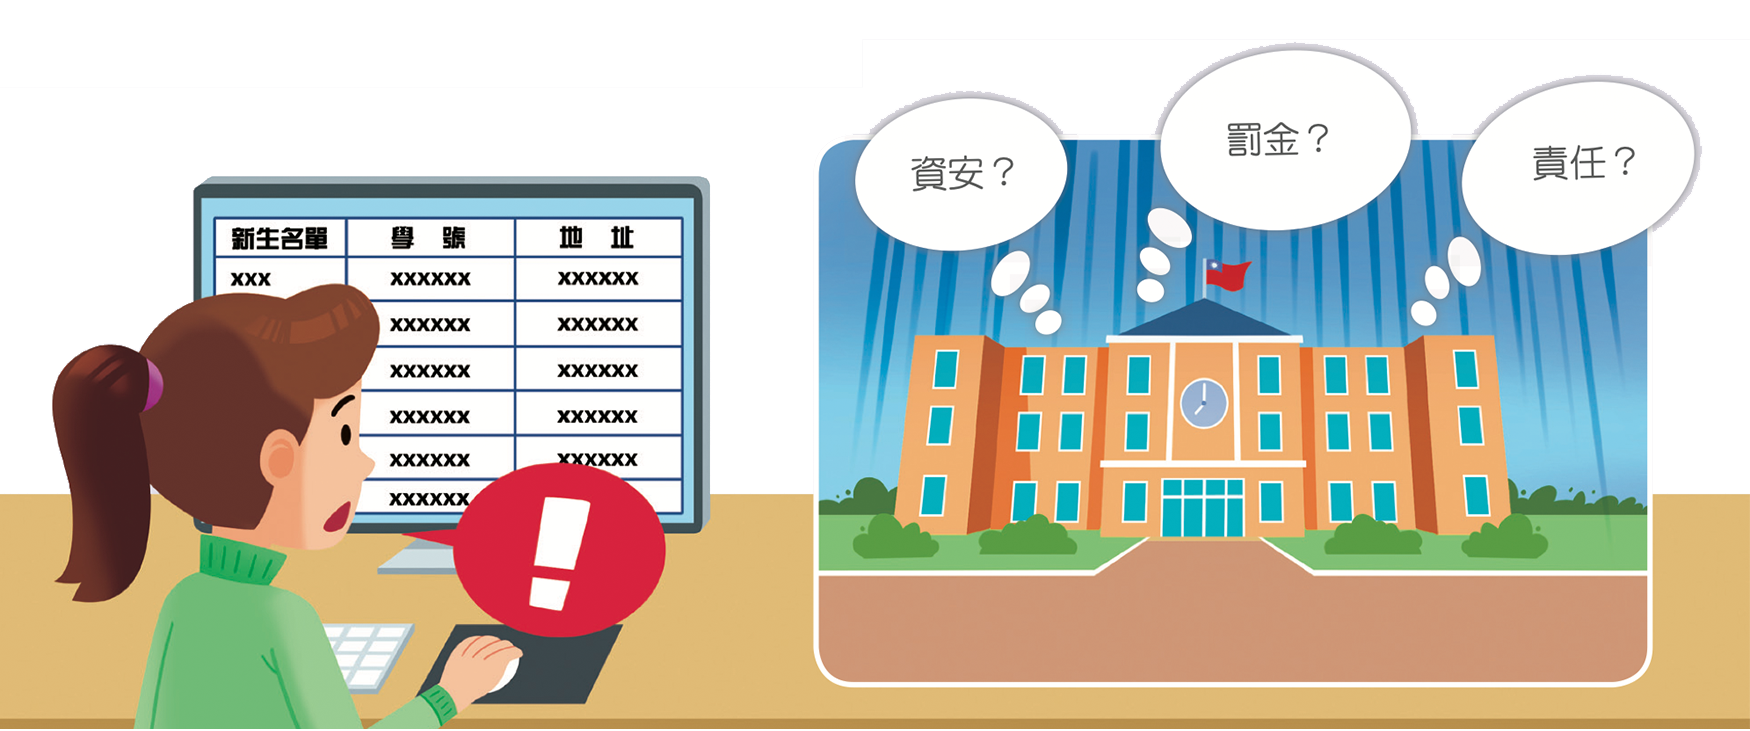 新生名單 學號 地址
xxx xxxxxx xxxxxx
xxxxxx xxxxxx
xxxxxx xxxxxx
xxxxxx xxxxxx
xxxxxx xxxxxx
xxxxxx
!
資安？
罰金？
責任？